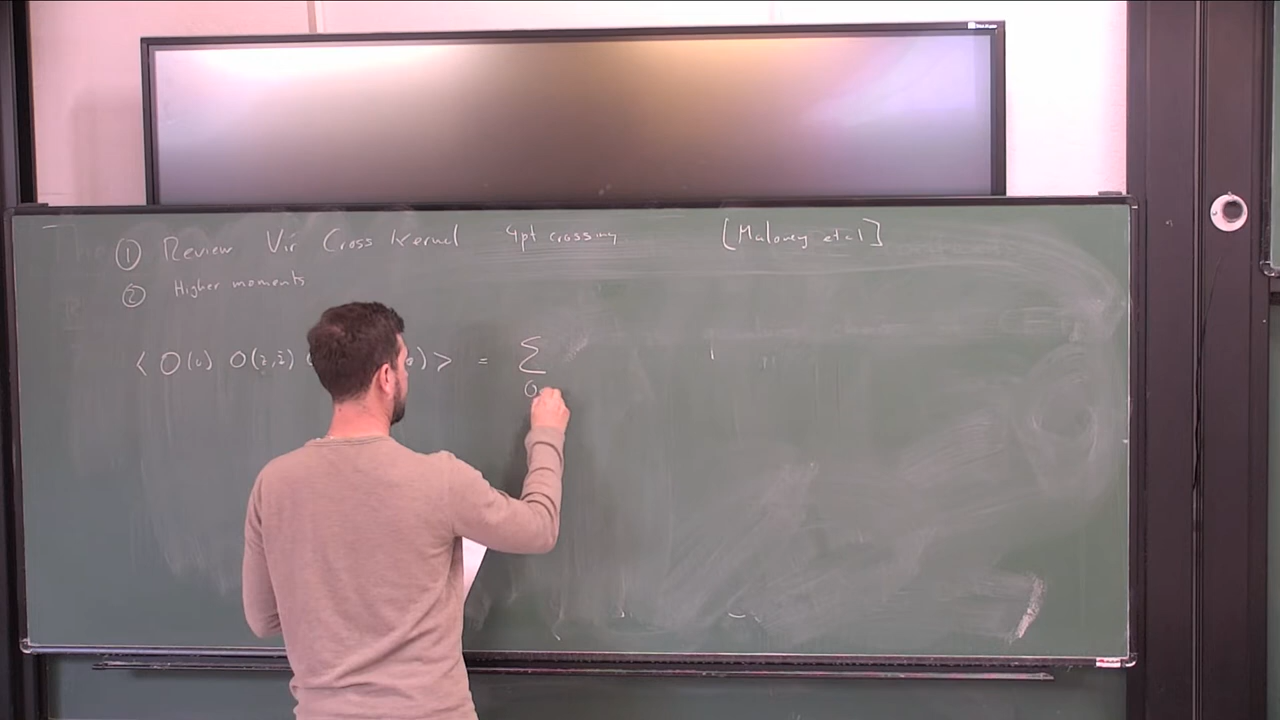 ① Review Vir Cross Kernel 4pt crossing [Maloney et al]
② Higher moments
< O(0) O(z,z̄) ) > = Σ
O